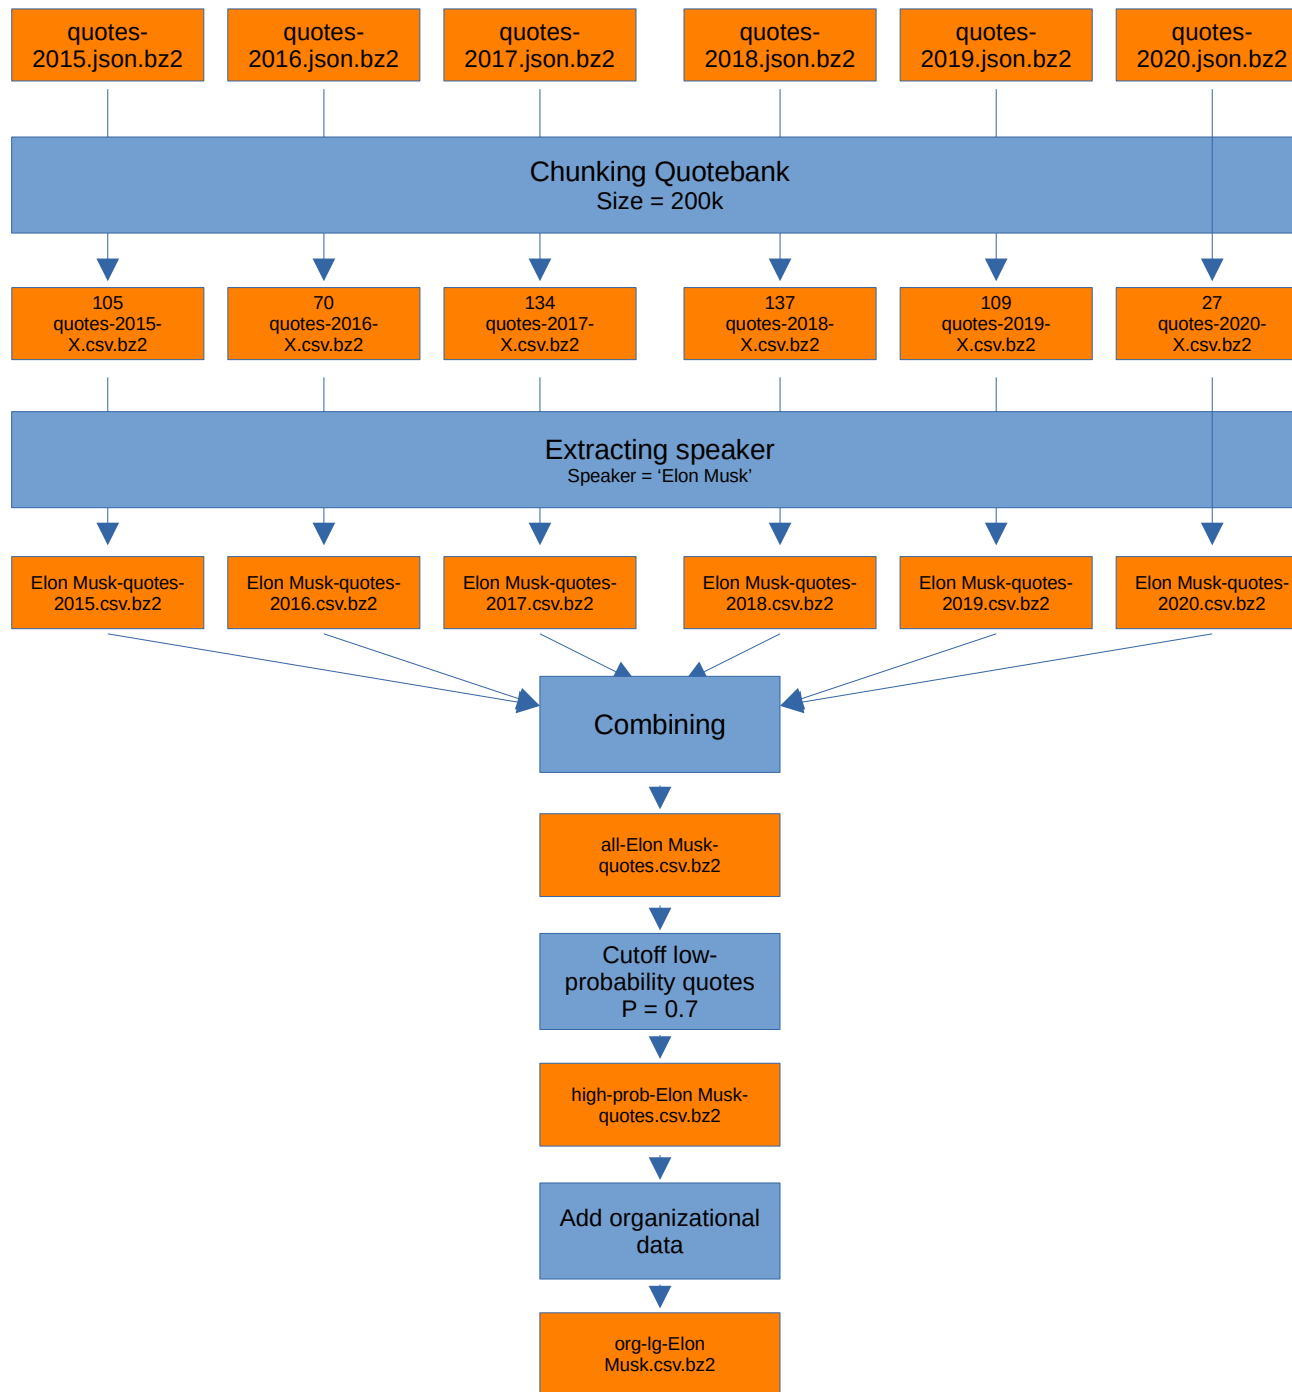 quotes-
2015.json.bz2
quotes-
2016.json.bz2
quotes-
2017.json.bz2
quotes-
2018.json.bz2
quotes-
2019.json.bz2
quotes-
2020.json.bz2
Chunking Quotebank
Size = 200k
105
quotes-2015-
X.csv.bz2
70
quotes-2016-
X.csv.bz2
134
quotes-2017-
X.csv.bz2
137
quotes-2018-
X.csv.bz2
109
quotes-2019-
X.csv.bz2
27
quotes-2020-
X.csv.bz2
Extracting speaker
Speaker = ‘Elon Musk’
Elon Musk-quotes-
2015.csv.bz2
Elon Musk-quotes-
2016.csv.bz2
Elon Musk-quotes-
2017.csv.bz2
Elon Musk-quotes-
2018.csv.bz2
Elon Musk-quotes-
2019.csv.bz2
Elon Musk-quotes-
2020.csv.bz2
Combining
all-Elon Musk-
quotes.csv.bz2
Cutoff low-
probability quotes
P = 0.7
high-prob-Elon Musk-
quotes.csv.bz2
Add organizational
data
org-lg-Elon
Musk.csv.bz2